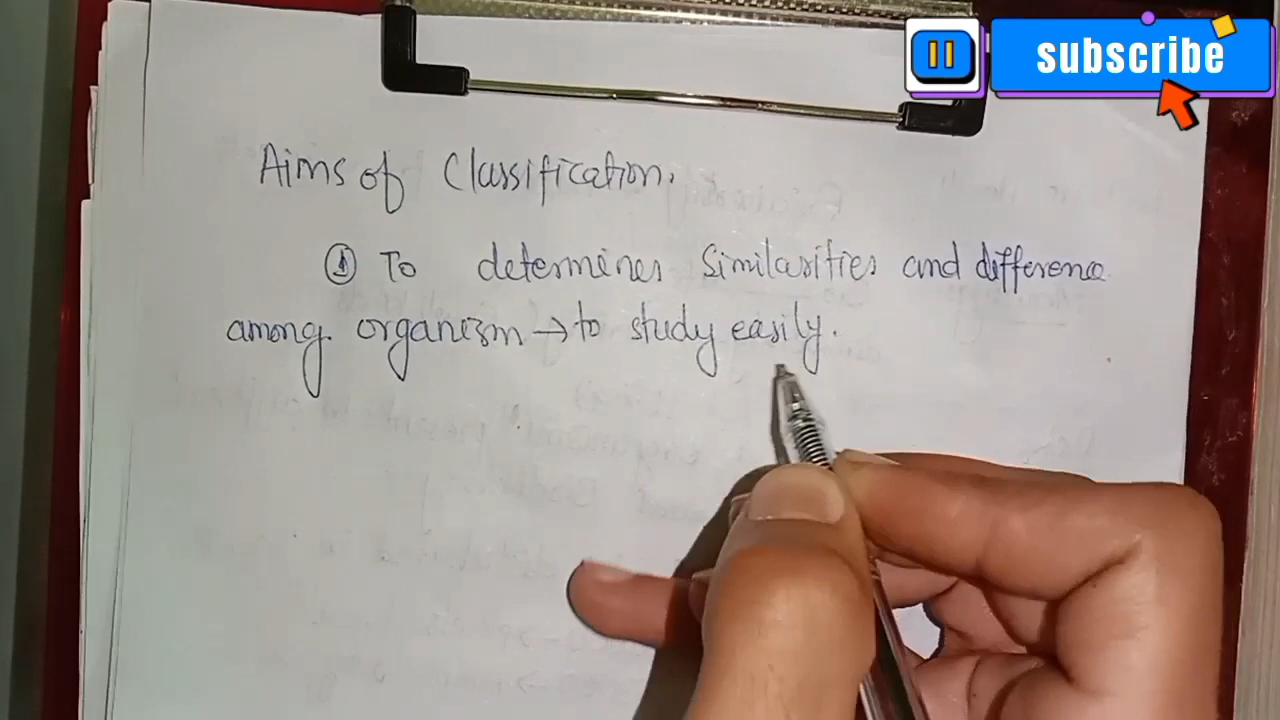 subscribe
Aims of Classification.
① To determines Similarities and difference
among organism → to study easily.